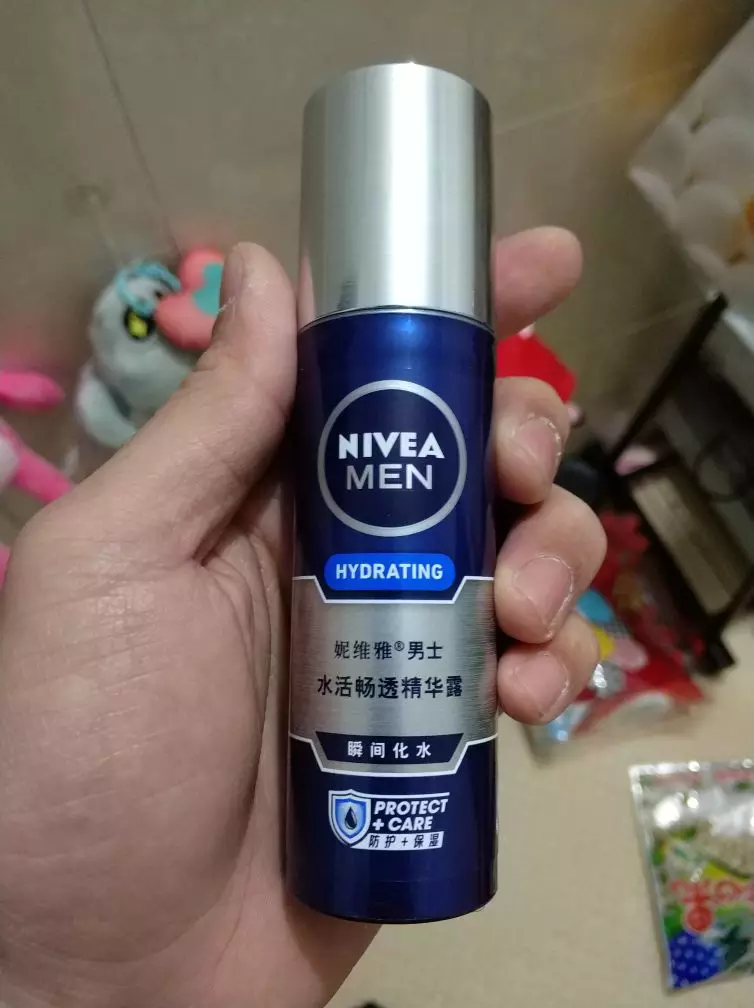 NIVEA
MEN
HYDRATING
妮维雅®男士
水活畅透精华露
瞬间化水
PROTECT
+ CARE
防护+保湿